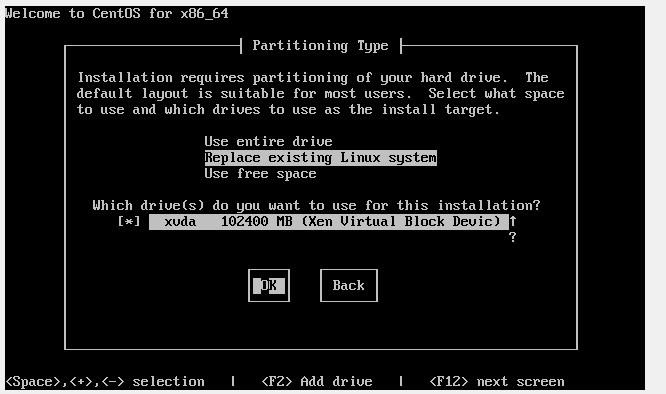 Welcome to CentOS for x86_64
Partitioning Type
Installation requires partitioning of your hard drive.  The
default layout is suitable for most users.  Select what space
to use and which drives to use as the install target.
Use entire drive
Replace existing Linux system
Use free space
Which drive(s) do you want to use for this installation?
[*]  xvda   102400 MB (Xen Virtual Block Devic) ↑
?
OK  Back
<Space>,<+>,<-> selection   |   <F2> Add drive   |   <F12> next screen